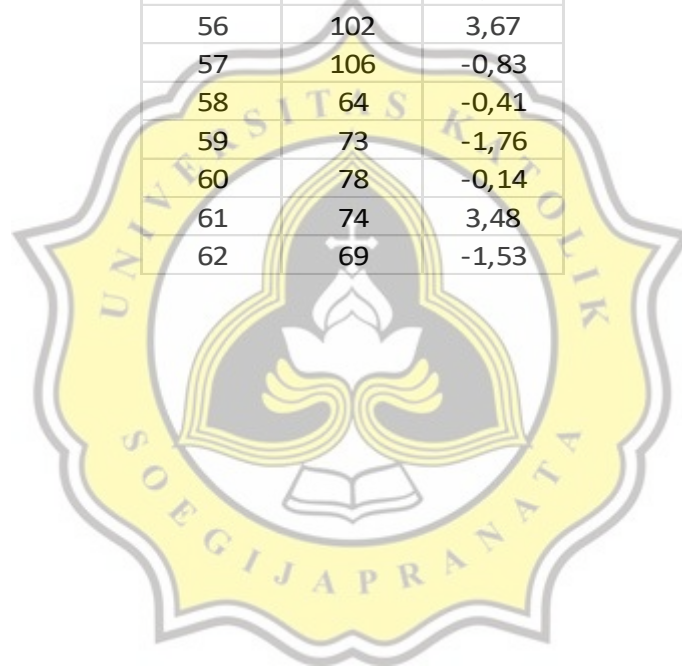 56 102 3,67
57 106 -0,83
58 64 -0,41
59 73 -1,76
60 78 -0,14
61 74 3,48
62 69 -1,53
UNIVERSITAS KATOLIK
SOEGIJAPRANATA